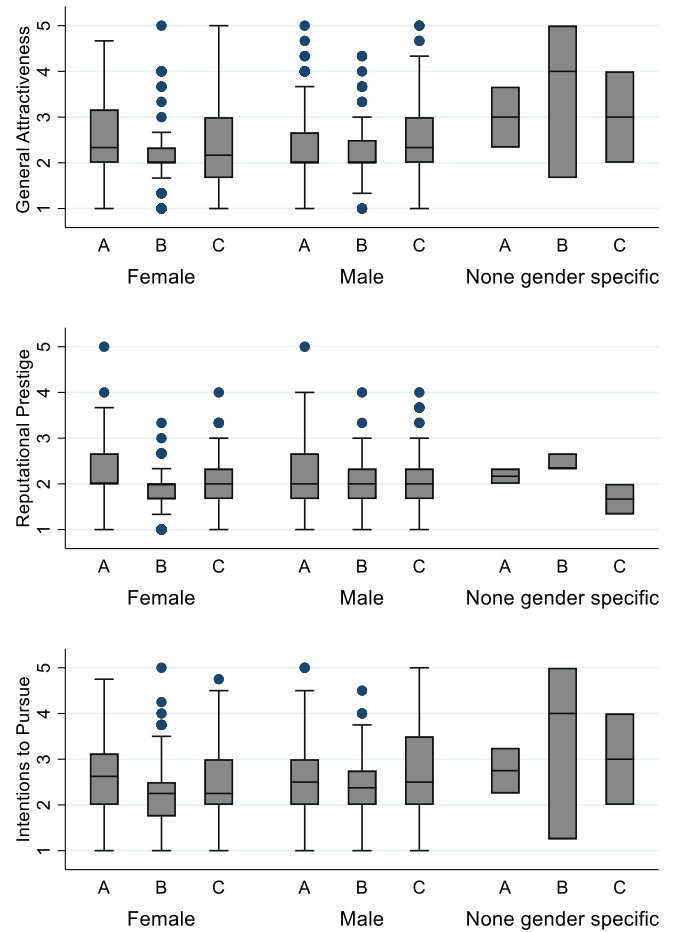 General Attractiveness
5
4
3
2
1
A B C A B C A B C
Female Male None gender specific
Reputational Prestige
5
4
3
2
1
A B C A B C A B C
Female Male None gender specific
Intentions to Pursue
5
4
3
2
1
A B C A B C A B C
Female Male None gender specific